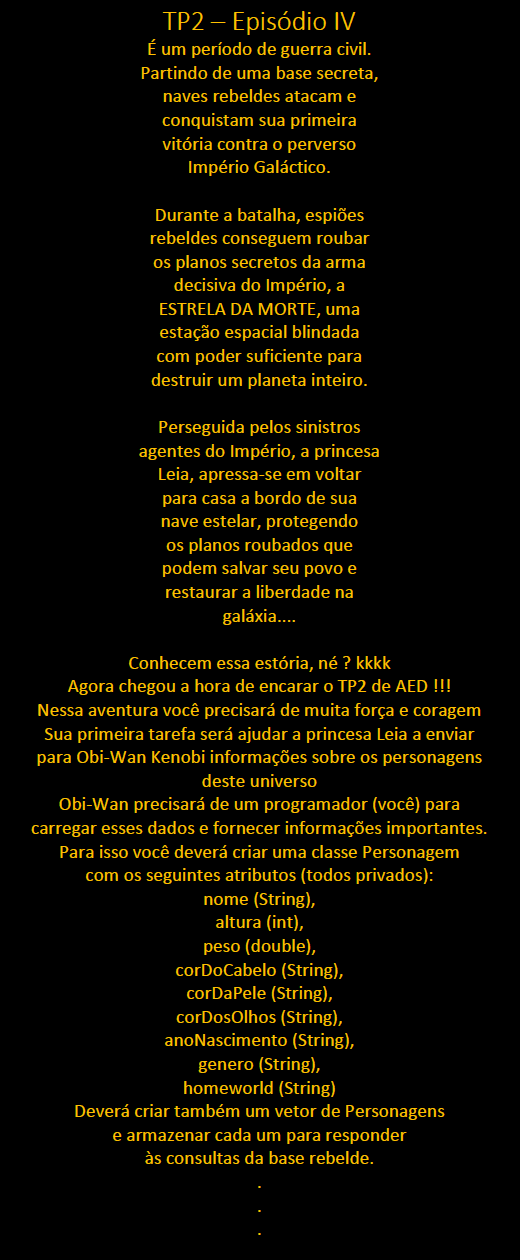 TP2 – Episódio IV
É um período de guerra civil.
Partindo de uma base secreta,
naves rebeldes atacam e
conquistam sua primeira
vitória contra o perverso
Império Galáctico.
Durante a batalha, espiões
rebeldes conseguem roubar
os planos secretos da arma
decisiva do Império, a
ESTRELA DA MORTE, uma
estação espacial blindada
com poder suficiente para
destruir um planeta inteiro.
Perseguida pelos sinistros
agentes do Império, a princesa
Leia, apressa-se em voltar
para casa a bordo de sua
nave estelar, protegendo
os planos roubados que
podem salvar seu povo e
restaurar a liberdade na
galáxia....
Conhecem essa estória, né ? kkkk
Agora chegou a hora de encarar o TP2 de AED !!!
Nessa aventura você precisará de muita força e coragem
Sua primeira tarefa será ajudar a princesa Leia a enviar
para Obi-Wan Kenobi informações sobre os personagens
deste universo
Obi-Wan precisará de um programador (você) para
carregar esses dados e fornecer informações importantes.
Para isso você deverá criar uma classe Personagem
com os seguintes atributos (todos privados):
nome (String),
altura (int),
peso (double),
corDoCabelo (String),
corDaPele (String),
corDosOlhos (String),
anoNascimento (String),
genero (String),
homeworld (String)
Deverá criar também um vetor de Personagens
e armazenar cada um para responder
às consultas da base rebelde.
.
.
.